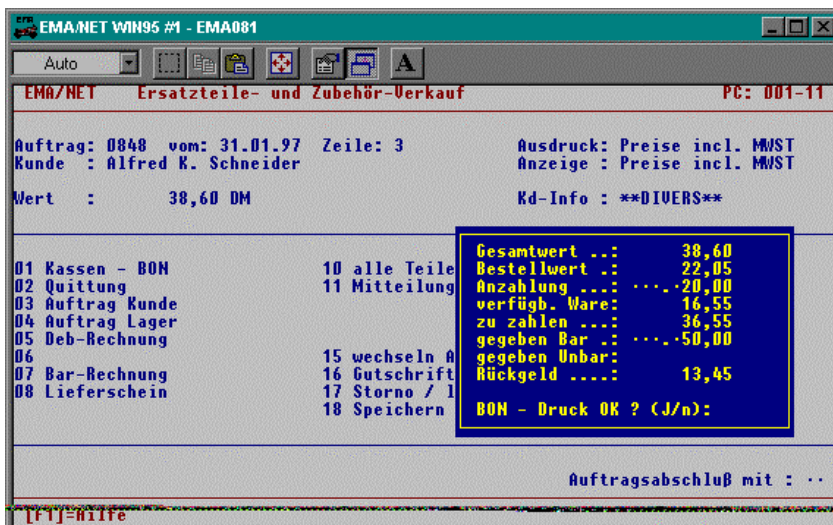 EMA/NET WIN95 #1 - EMA081
Auto
A
EMA/NET Ersatzteile- und Zubehör-Verkauf PC: 001-11
Auftrag: 0848 vom: 31.01.97 Zeile: 3 Ausdruck: Preise incl. MWST
Kunde : Alfred K. Schneider Anzeige : Preise incl. MWST
Wert : 38,60 DM Kd-Info : **DIVERS**
01 Kassen - BON 10 alle Teile
02 Quittung 11 Mitteilung
03 Auftrag Kunde
04 Auftrag Lager
05 Deb-Rechnung
06 15 wechseln A
07 Bar-Rechnung 16 Gutschrift
08 Lieferschein 17 Storno / l
18 Speichern
Gesamtwert ..: 38,60
Bestellwert .: 22,05
Anzahlung ...: ····.·20,00
verfügb. Ware: 16,55
zu zahlen ...: 36,55
gegeben Bar .: ····.·50,00
gegeben Unbar:
Rückgeld ....: 13,45
BON - Druck OK ? (J/n):
Auftragsabschluß mit : ··
[F1]=Hilfe